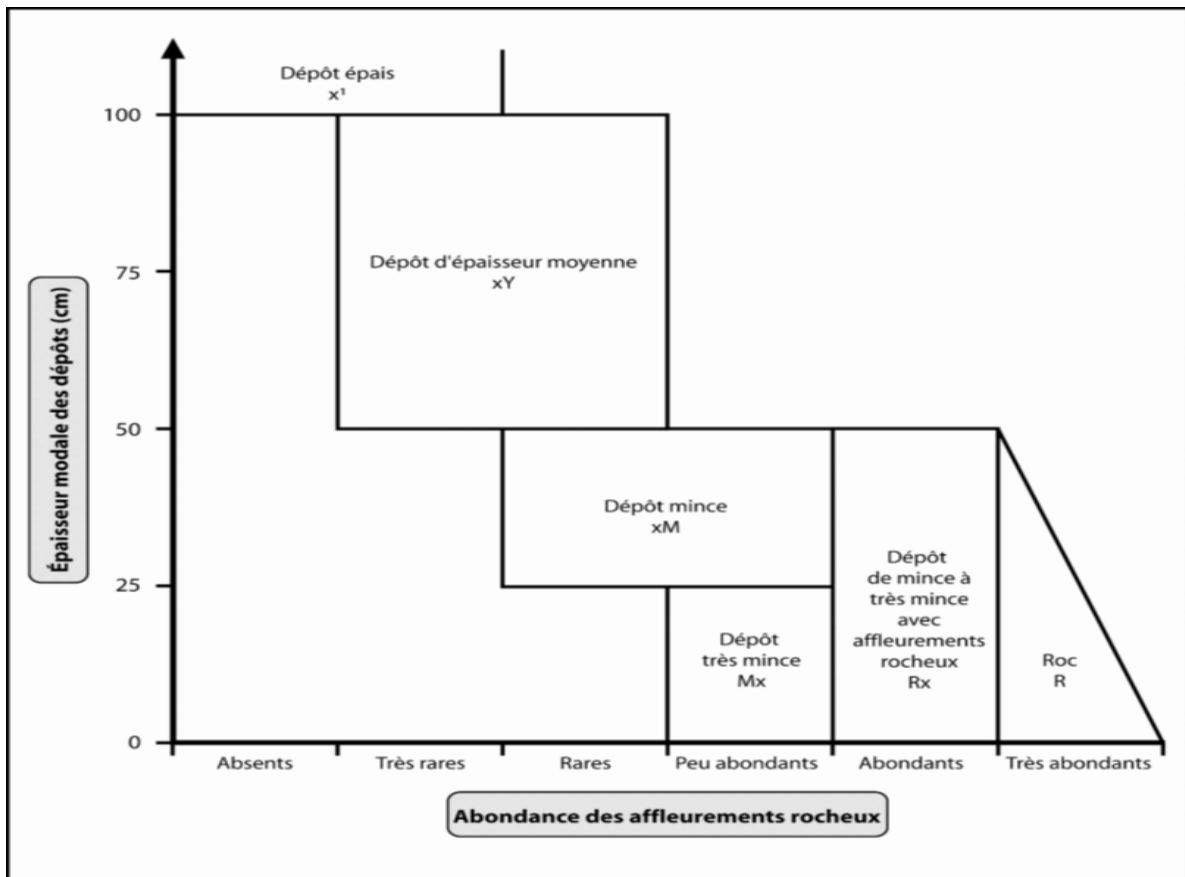 Dépôt épais
x¹
100
Dépôt d'épaisseur moyenne
xY
75
Épaisseur modale des dépôts (cm)
50
Dépôt mince
xM
25
Dépôt
très mince
Mx
Dépôt
de mince à
très mince
avec
affleurements
rocheux
Rx
Roc
R
0
Absents
Très rares
Rares
Peu abondants
Abondants
Très abondants
Abondance des affleurements rocheux